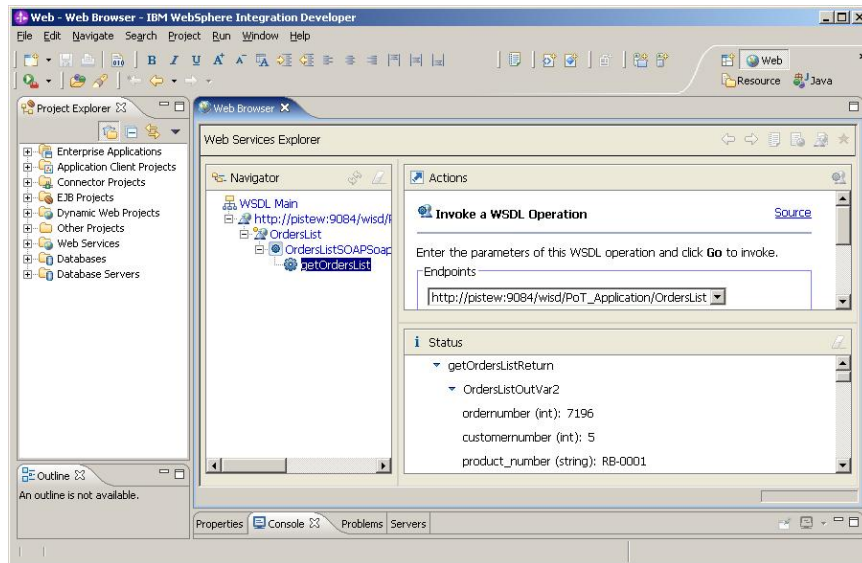 Web - Web Browser - IBM WebSphere Integration Developer
File Edit Navigate Search Project Run Window Help
Web
Resource Java
Project Explorer
Enterprise Applications
Application Client Projects
Connector Projects
EJB Projects
Dynamic Web Projects
Other Projects
Web Services
Databases
Database Servers
Outline
An outline is not available.
Web Browser
Web Services Explorer
Navigator
WSDL Main
http://pistew:9084/wisd/
OrdersList
OrdersListSOAPSoap
getOrdersList
Actions
Invoke a WSDL Operation
Source
Enter the parameters of this WSDL operation and click Go to invoke.
Endpoints
http://pistew:9084/wisd/PoT_Application/OrdersList
Status
getOrdersListReturn
OrdersListOutVar2
ordernumber (int): 7196
customernumber (int): 5
product_number (string): RB-0001
Properties Console Problems Servers